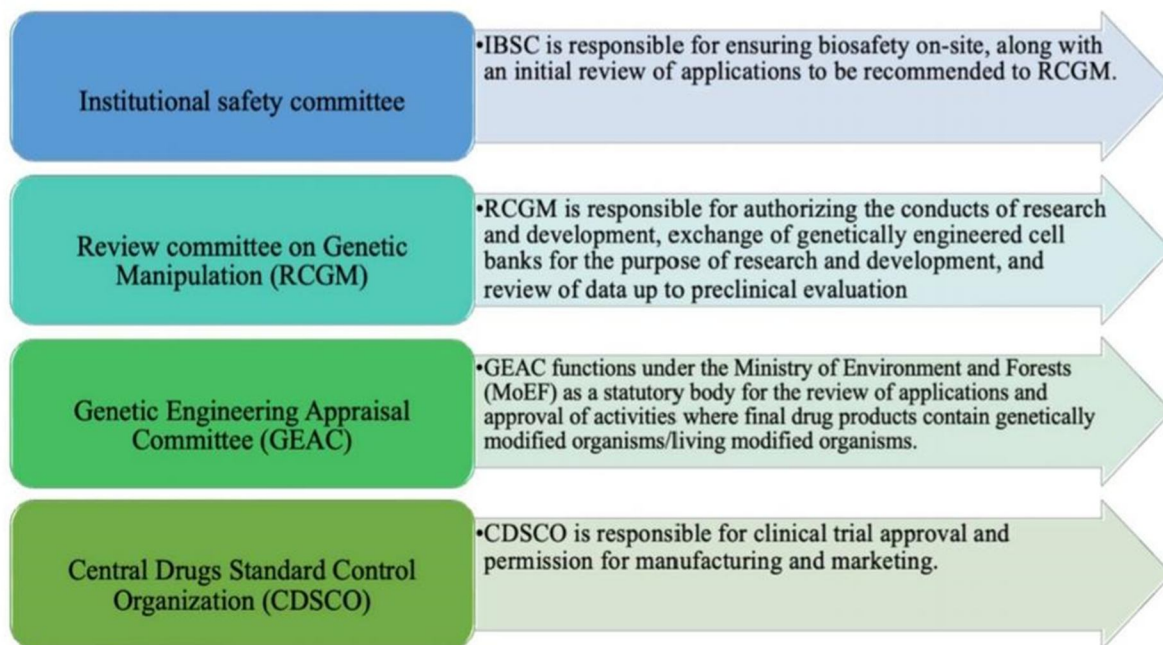 Institutional safety committee
•IBSC is responsible for ensuring biosafety on-site, along with
an initial review of applications to be recommended to RCGM.
Review committee on Genetic
Manipulation (RCGM)
•RCGM is responsible for authorizing the conducts of research
and development, exchange of genetically engineered cell
banks for the purpose of research and development, and
review of data up to preclinical evaluation
Genetic Engineering Appraisal
Committee (GEAC)
•GEAC functions under the Ministry of Environment and Forests
(MoEF) as a statutory body for the review of applications and
approval of activities where final drug products contain genetically
modified organisms/living modified organisms.
Central Drugs Standard Control
Organization (CDSCO)
•CDSCO is responsible for clinical trial approval and
permission for manufacturing and marketing.